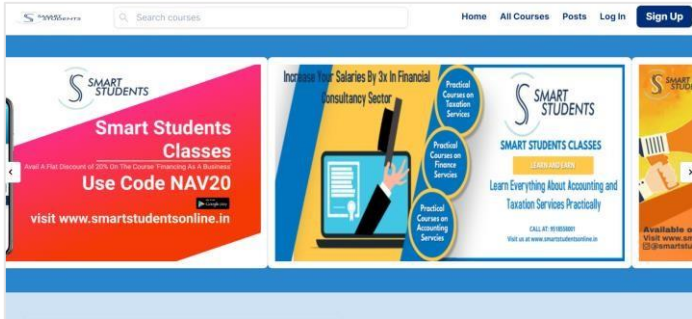 SMART
STUDENTS
Search courses
Home All Courses Posts Log In Sign Up
SMART
STUDENTS
Smart Students
Classes
Avail A Flat Discount of 20% On The Course 'Financing As A Business'
Use Code NAV20
visit www.smartstudentsonline.in
Increase Your Salaries By 3x In Financial
Consultancy Sector
Practical
Courses on
Taxation
Services
Practical
Courses on
Finance
Servcies
Practical
Courses on
Accounting
Servcies
SMART
STUDENTS
SMART STUDENTS CLASSES
LEARN AND EARN
Learn Everything About Accounting and
Taxation Services Practically
Visit us at www.smartstudentsonline.in
Available o
Visit www.sm
@smartstu